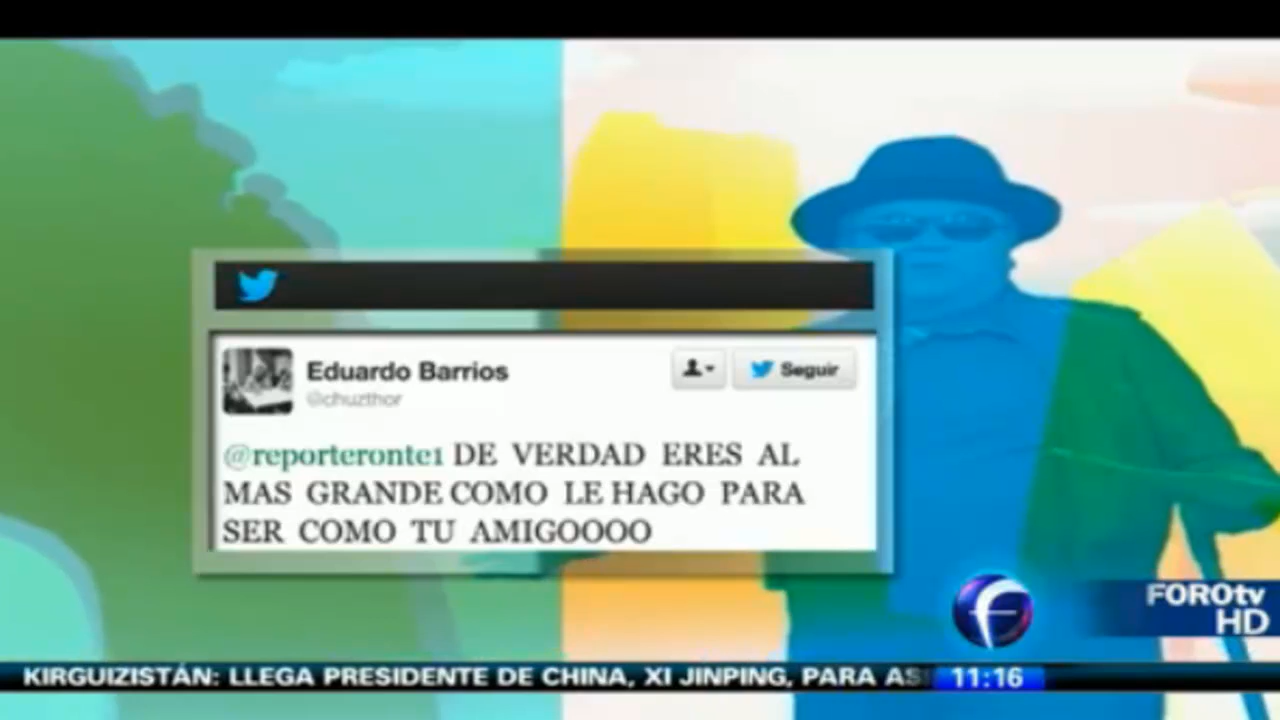 Eduardo Barrios
Seguir
@chuzthor
@reporteronte1 DE VERDAD ERES AL
MAS GRANDE COMO LE HAGO PARA
SER COMO TU AMIGOOOO
FOROtv
HD
KIRGUIZISTÁN: LLEGA PRESIDENTE DE CHINA, XI JINPING, PARA AS
11:16